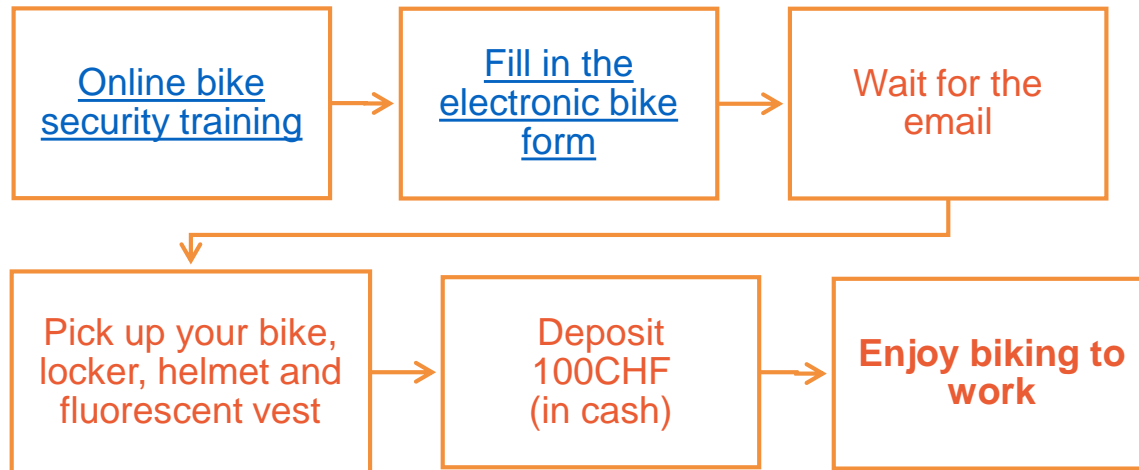 Online bike
security training
Fill in the
electronic bike
form
Wait for the
email
Pick up your bike,
locker, helmet and
fluorescent vest
Deposit
100CHF
(in cash)
Enjoy biking to
work